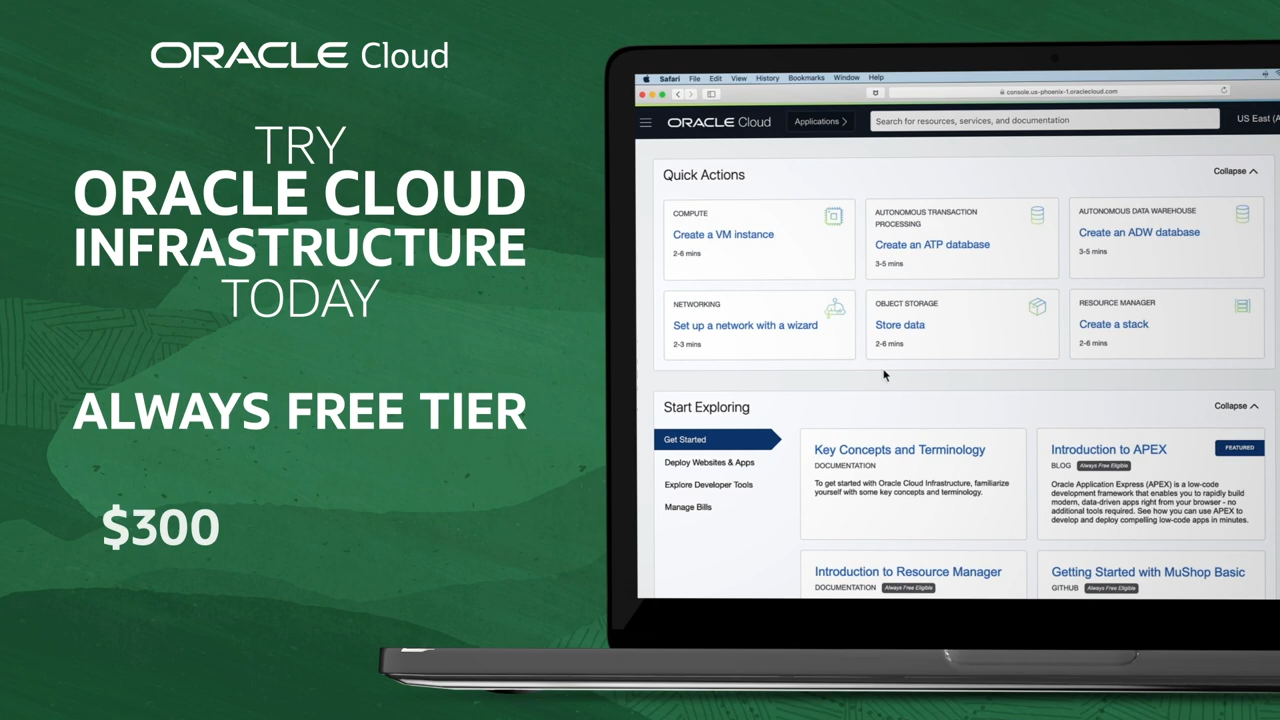 ORACLE Cloud
TRY
ORACLE CLOUD
INFRASTRUCTURE
TODAY
ALWAYS FREE TIER
$300
Safari File Edit View History Bookmarks Window Help
console.us-phoenix-1.oraclecloud.com
ORACLE Cloud
Applications
Search for resources, services, and documentation
US East (A
Quick Actions
Collapse
COMPUTE
Create a VM instance
2-6 mins
AUTONOMOUS TRANSACTION
PROCESSING
Create an ATP database
3-5 mins
AUTONOMOUS DATA WAREHOUSE
Create an ADW database
3-5 mins
NETWORKING
Set up a network with a wizard
2-3 mins
OBJECT STORAGE
Store data
2-6 mins
RESOURCE MANAGER
Create a stack
2-6 mins
Start Exploring
Collapse
Get Started
Deploy Websites & Apps
Explore Developer Tools
Manage Bills
Key Concepts and Terminology
DOCUMENTATION
To get started with Oracle Cloud Infrastructure, familiarize
yourself with some key concepts and terminology.
Introduction to APEX
FEATURED
BLOG Always Free Eligible
Oracle Application Express (APEX) is a low-code
development framework that enables you to rapidly build
modern, data-driven apps right from your browser - no
additional tools required. See how you can use APEX to
develop and deploy compelling low-code apps in minutes.
Introduction to Resource Manager
DOCUMENTATION Always Free Eligible
Getting Started with MuShop Basic
GITHUB Always Free Eligible